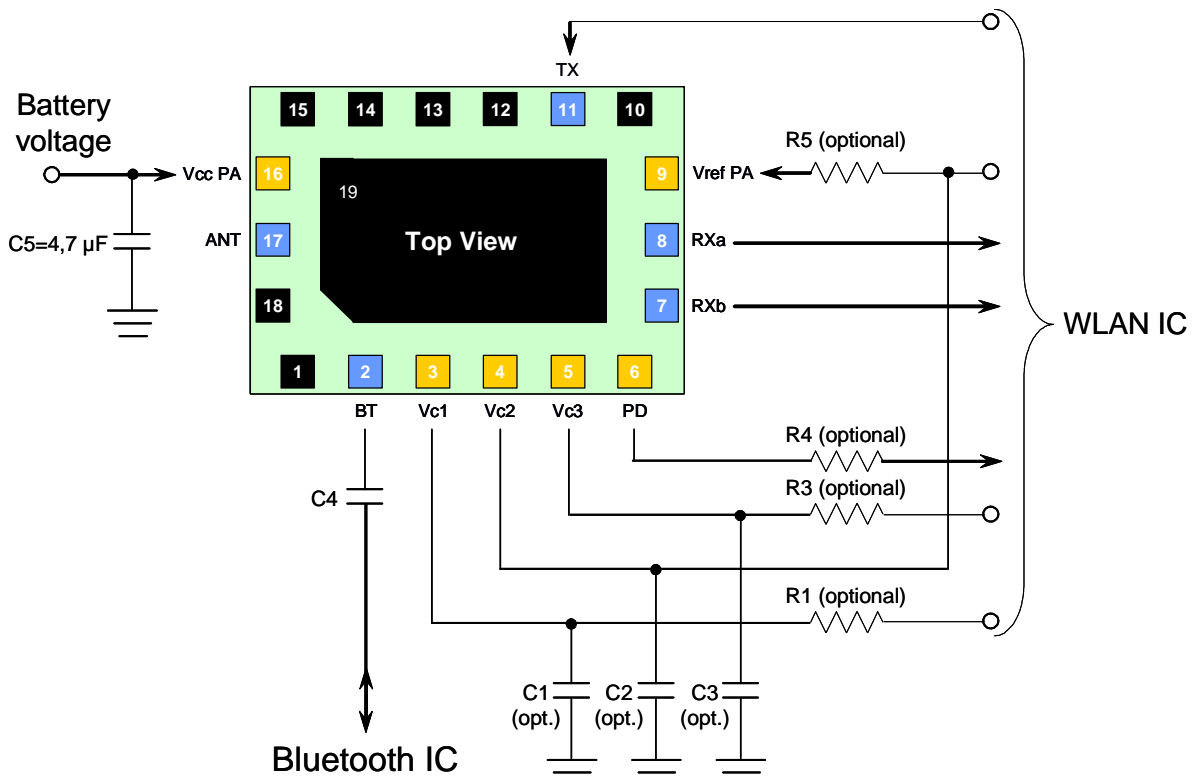 TX
15
14
13
12
11
10
Battery
voltage
R5 (optional)
Vcc PA
16
19
9
Vref PA
C5=4,7 µF
ANT
17
Top View
8
RXa
18
7
RXb
WLAN IC
1
2
3
4
5
6
BT
Vc1
Vc2
Vc3
PD
R4 (optional)
C4
R3 (optional)
R1 (optional)
C1
(opt.)
C2
(opt.)
C3
(opt.)
Bluetooth IC